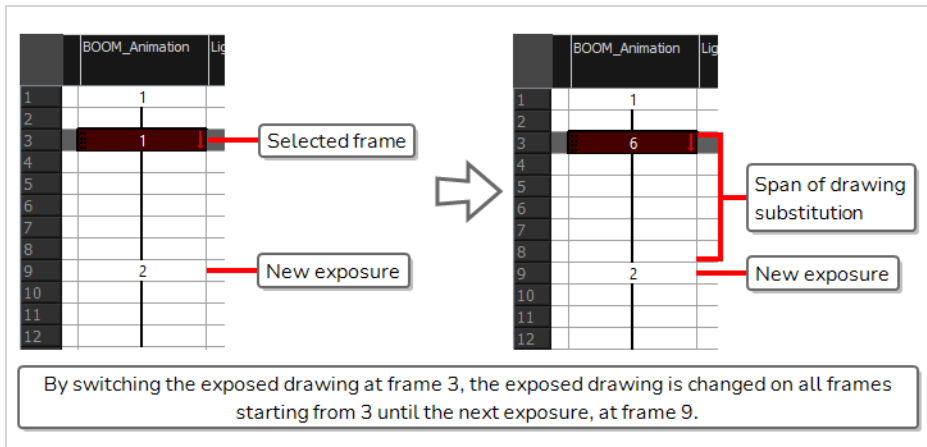 BOOM_Animation Lig
1 1
2
3 1
4
5
6
7
8
9 2
10
11
12
Selected frame
New exposure
BOOM_Animation Lig
1 1
2
3 6
4
5
6
7
8
9 2
10
11
12
Span of drawing
substitution
New exposure
By switching the exposed drawing at frame 3, the exposed drawing is changed on all frames
starting from 3 until the next exposure, at frame 9.